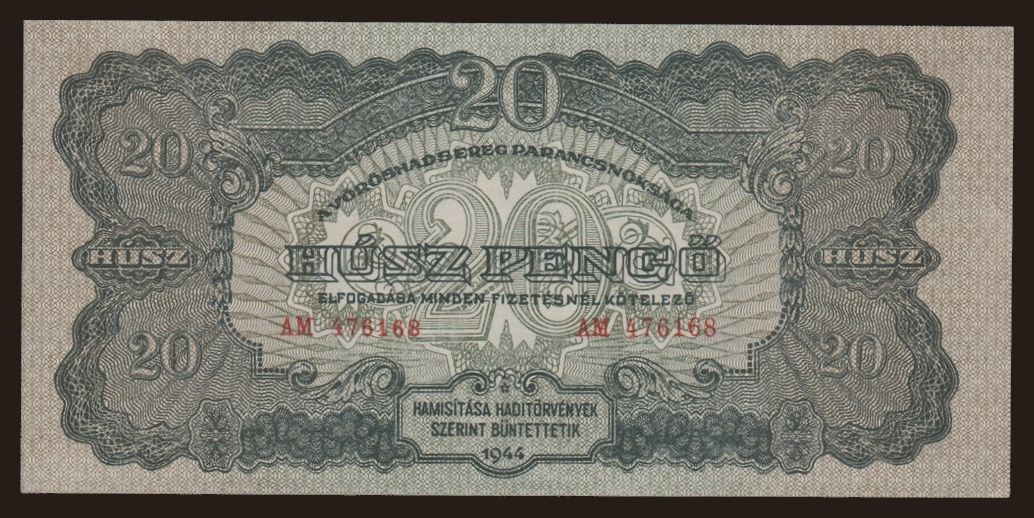 20
20 20
A VÖRÖSHADSEREG PARANCSNOKSÁGA
20
HÚSZ HÚSZ PENGŐ HÚSZ
ELFOGADÁSA MINDEN FIZETÉSNÉL KÖTELEZŐ
AM 476168 AM 476168
20 20
HAMISÍTÁSA HADITÖRVÉNYEK
SZERINT BÜNTETTETIK
1944